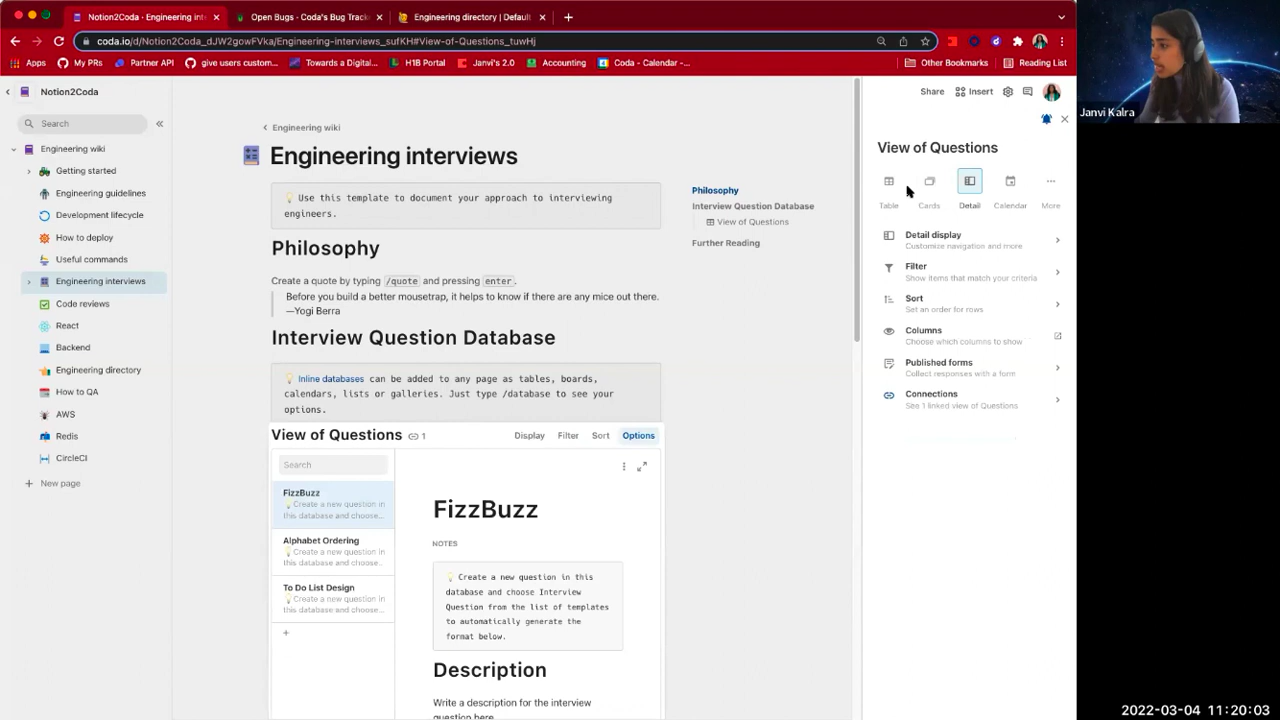 Notion2Coda · Engineering int
Open Bugs - Coda's Bug Track
Engineering directory | Default
coda.io/d/Notion2Coda_dJW2gowFVka/Engineering-interviews_sufKH#View-of-Questions_tuwHj
Apps
My PRs
Partner API
give users custom...
Towards a Digital...
H1B Portal
Janvi's 2.0
Accounting
Coda - Calendar -...
Other Bookmarks
Reading List
Notion2Coda
Search
Engineering wiki
Getting started
Engineering guidelines
Development lifecycle
How to deploy
Useful commands
Engineering interviews
Code reviews
React
Backend
Engineering directory
How to QA
AWS
Redis
CircleCI
New page
Engineering wiki
Engineering interviews
Use this template to document your approach to interviewing
engineers.
Philosophy
Create a quote by typing /quote and pressing enter.
Before you build a better mousetrap, it helps to know if there are any mice out there.
—Yogi Berra
Interview Question Database
Inline databases can be added to any page as tables, boards,
calendars, lists or galleries. Just type /database to see your
options.
View of Questions 1
Display
Filter
Sort
Options
Search
FizzBuzz
Create a new question in
this database and choose...
Alphabet Ordering
Create a new question in
this database and choose...
To Do List Design
Create a new question in
this database and choose...
FizzBuzz
NOTES
Create a new question in this
database and choose Interview
Question from the list of templates
to automatically generate the
format below.
Description
Write a description for the interview
question here
Philosophy
Interview Question Database
View of Questions
Further Reading
Share
Insert
View of Questions
Table
Cards
Detail
Calendar
More
Detail display
Customize navigation and more
Filter
Show items that match your criteria
Sort
Set an order for rows
Columns
Choose which columns to show
Published forms
Collect responses with a form
Connections
See 1 linked view of Questions
Janvi Kalra
2022-03-04 11:20:03